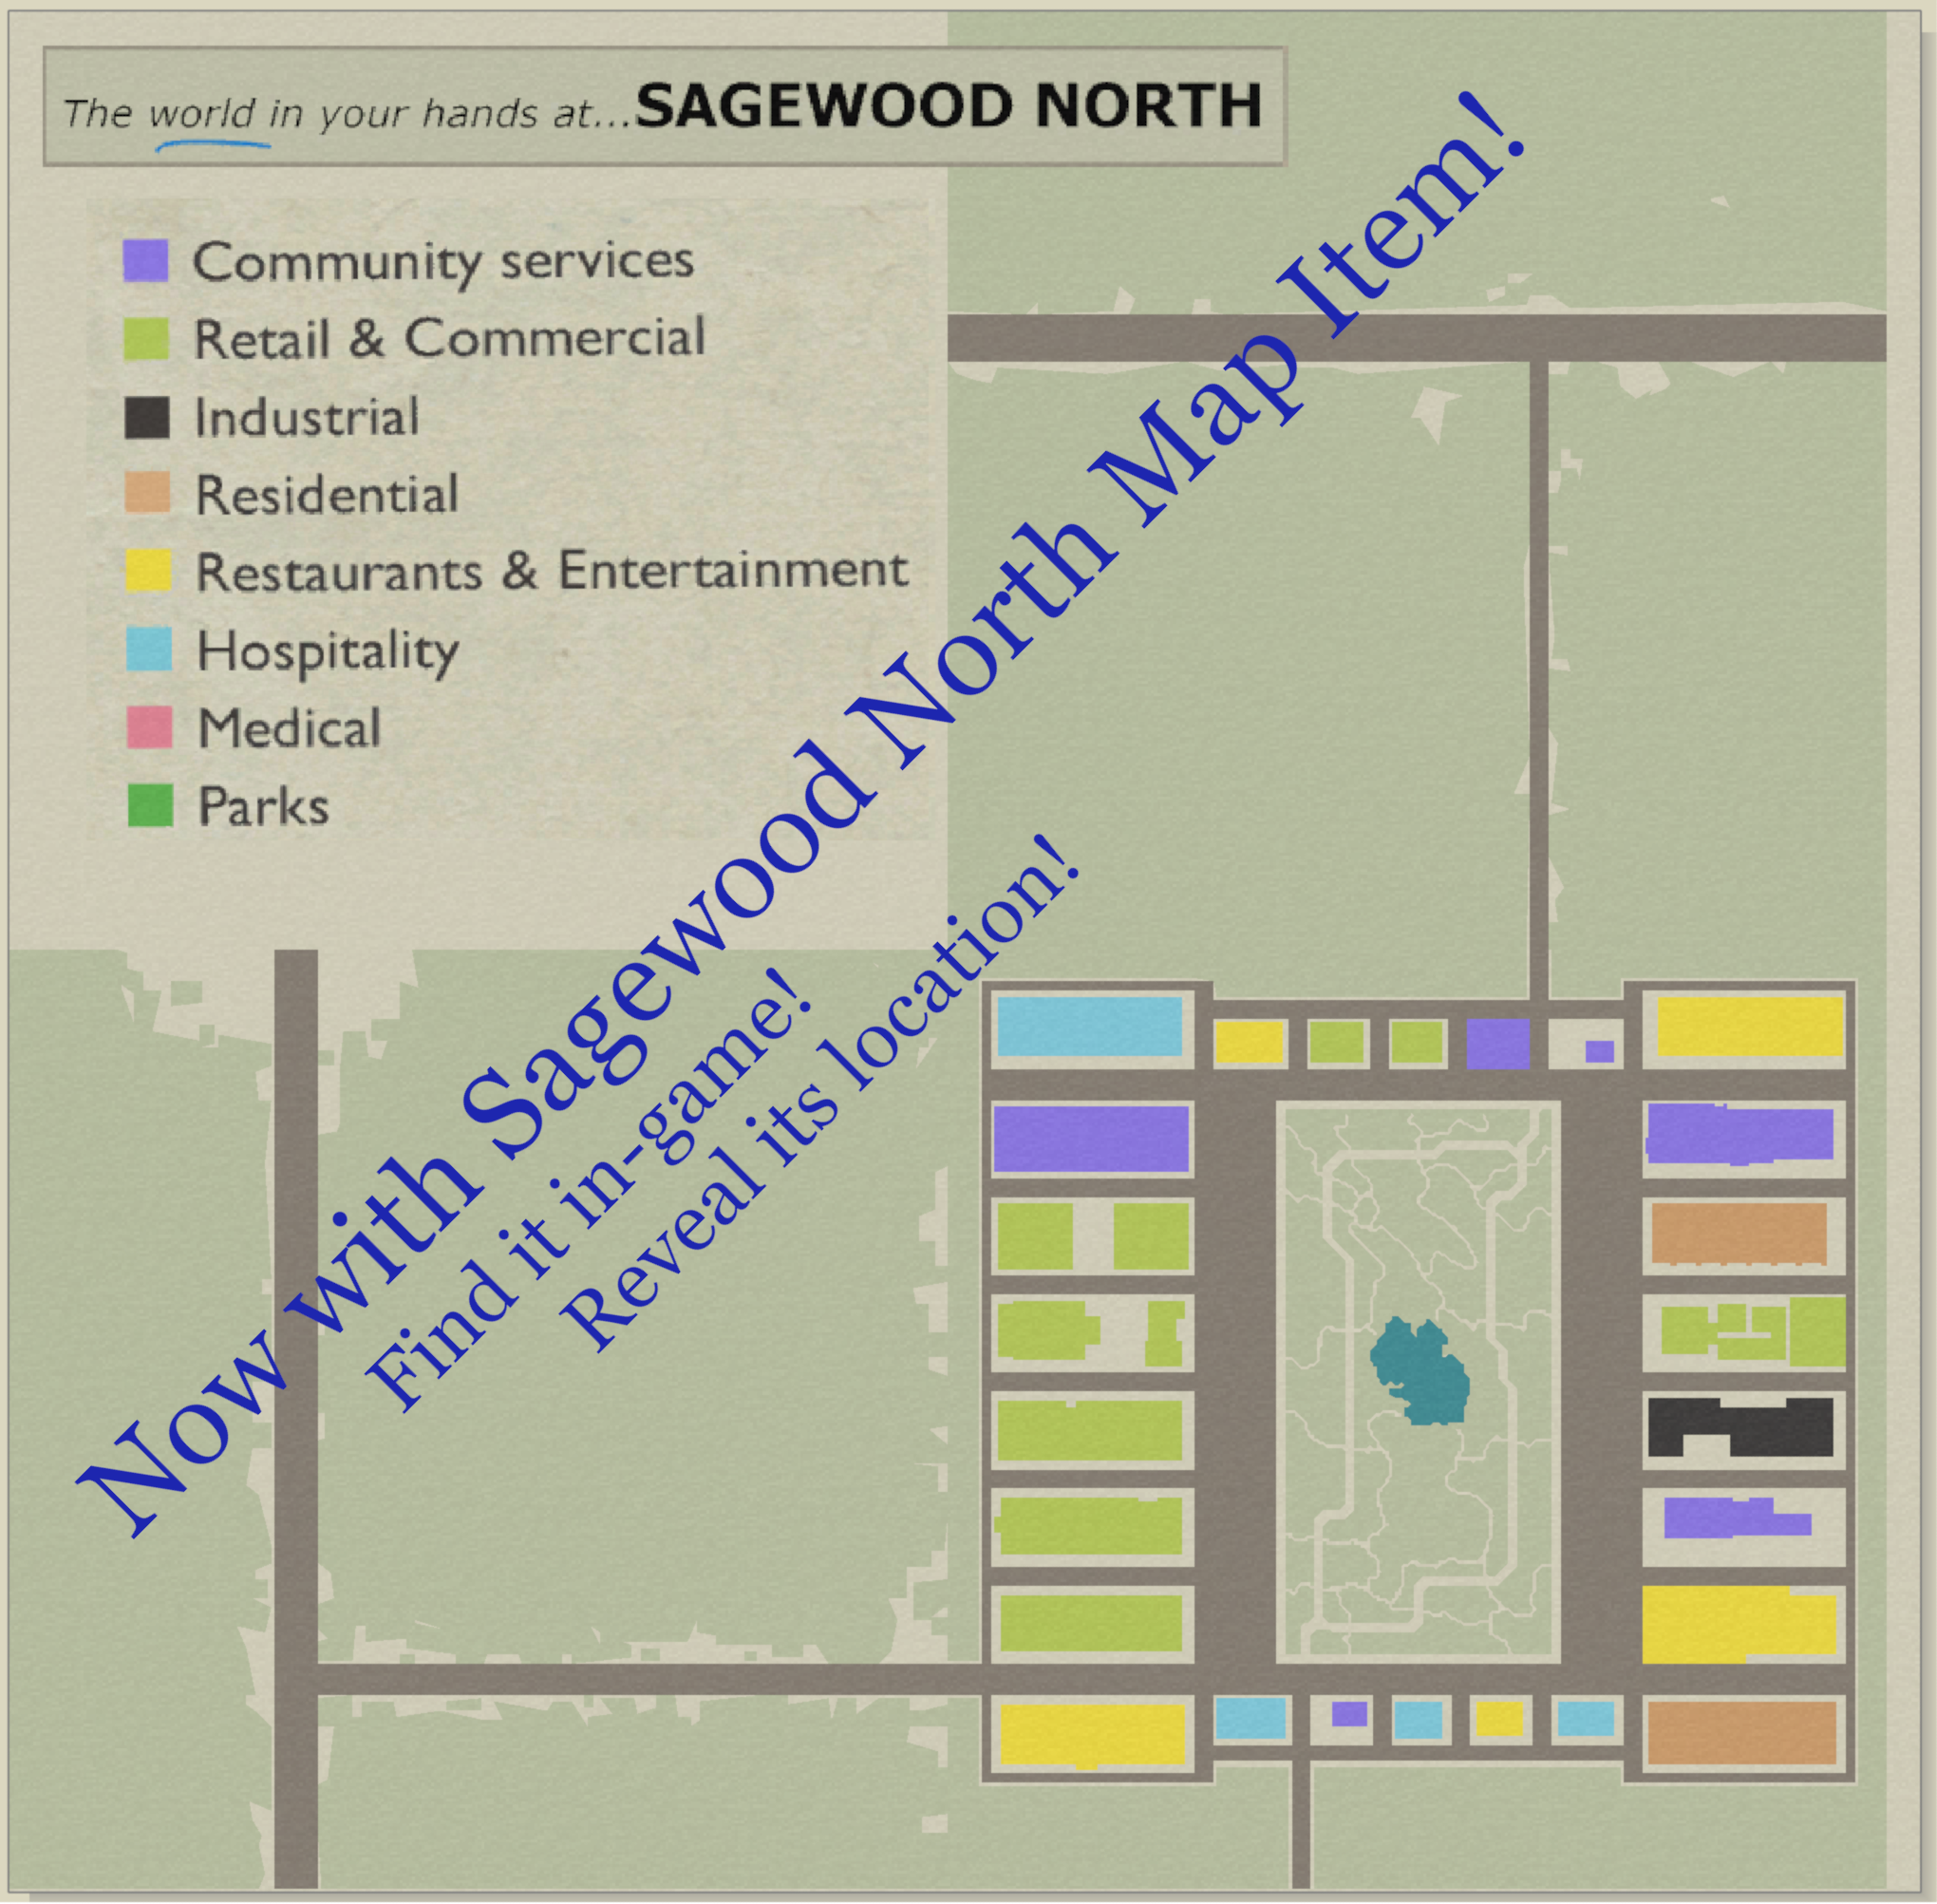 The world in your hands at...SAGEWOOD NORTH
Community services
Retail & Commercial
Industrial
Residential
Restaurants & Entertainment
Hospitality
Medical
Parks
Now with Sagewood North Map Item!
Find it in-game!
Reveal its location!